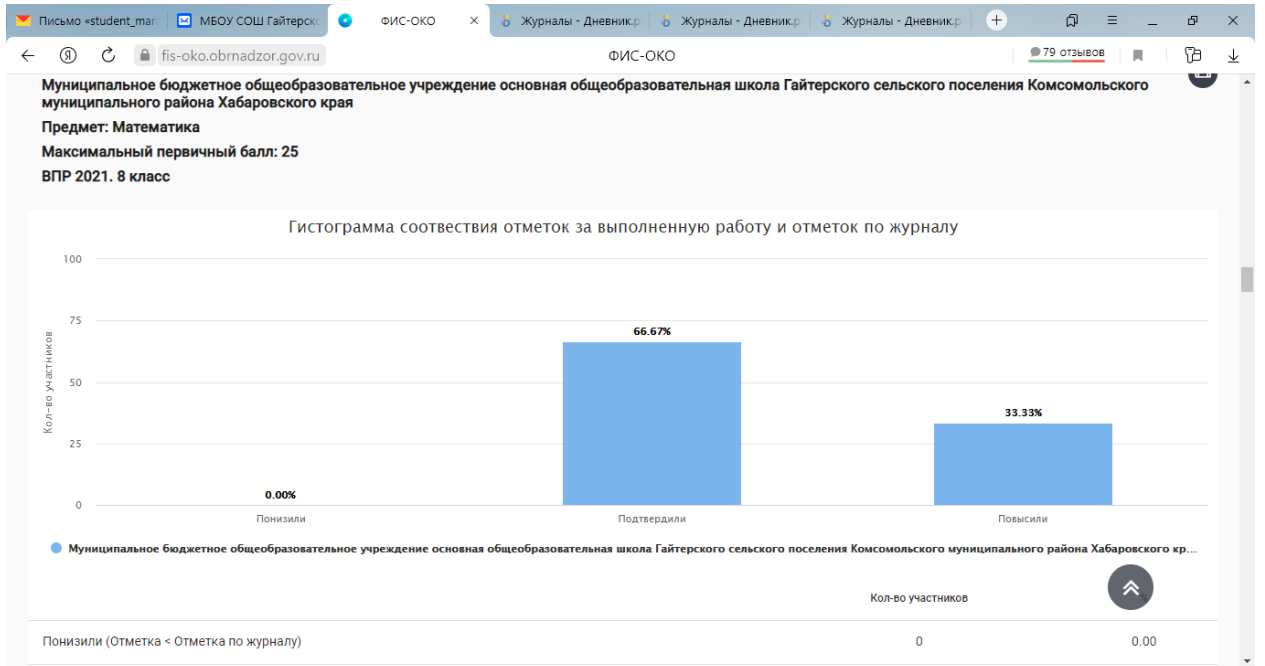 Письмо «student_mar
МБОУ СОШ Гайтерско
ФИС-ОКО
Журналы - Дневник.р
Журналы - Дневник.р
Журналы - Дневник.р
fis-oko.obrnadzor.gov.ru
ФИС-ОКО
79 отзывов
Муниципальное бюджетное общеобразовательное учреждение основная общеобразовательная школа Гайтерского сельского поселения Комсомольского
муниципального района Хабаровского края
Предмет: Математика
Максимальный первичный балл: 25
ВПР 2021. 8 класс
Гистограмма соотвествия отметок за выполненную работу и отметок по журналу
Кол-во участников
100
75
50
25
0
0.00%
66.67%
33.33%
Понизили
Подтвердили
Повысили
Муниципальное бюджетное общеобразовательное учреждение основная общеобразовательная школа Гайтерского сельского поселения Комсомольского муниципального района Хабаровского кр...
Кол-во участников
Понизили (Отметка < Отметка по журналу) 0 0.00